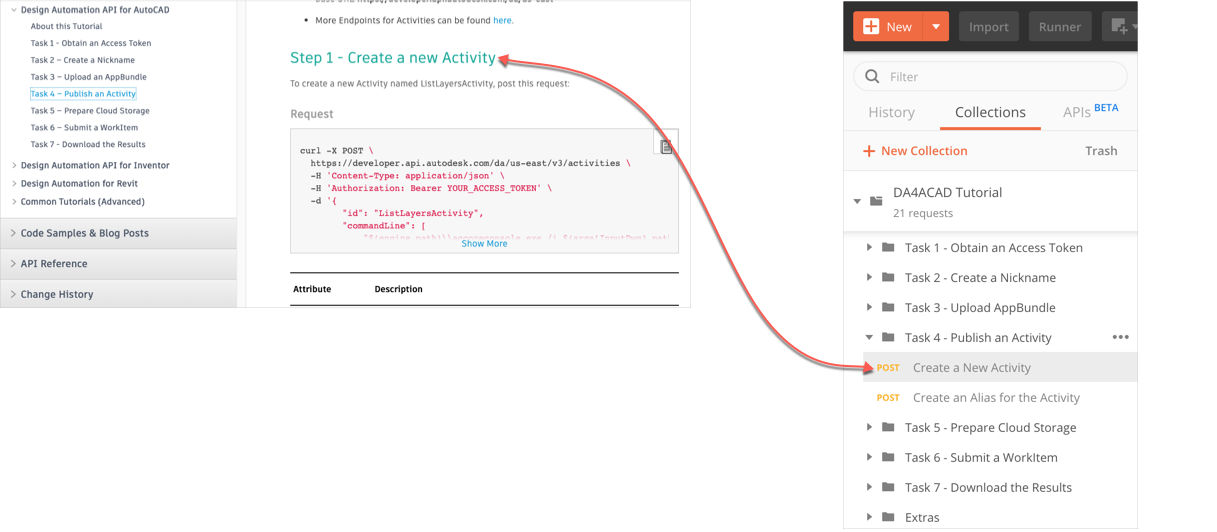 Design Automation API for AutoCAD
About this Tutorial
Task 1 - Obtain an Access Token
Task 2 – Create a Nickname
Task 3 – Upload an AppBundle
Task 4 – Publish an Activity
Task 5 – Prepare Cloud Storage
Task 6 – Submit a WorkItem
Task 7 - Download the Results
Design Automation API for Inventor
Design Automation for Revit
Common Tutorials (Advanced)
Code Samples & Blog Posts
API Reference
Change History
More Endpoints for Activities can be found here.
Step 1 - Create a new Activity
To create a new Activity named ListLayersActivity, post this request:
Request
curl -X POST \
https://developer.api.autodesk.com/da/us-east/v3/activities \
-H 'Content-Type: application/json' \
-H 'Authorization: Bearer YOUR_ACCESS_TOKEN' \
-d '{
"id": "ListLayersActivity",
"commandLine": [
Show More
Attribute Description
New Import Runner
Filter
History Collections APIs BETA
+ New Collection Trash
DA4ACAD Tutorial
21 requests
Task 1 - Obtain an Access Token
Task 2 - Create a Nickname
Task 3 - Upload AppBundle
Task 4 - Publish an Activity
POST Create a New Activity
POST Create an Alias for the Activity
Task 5 - Prepare Cloud Storage
Task 6 - Submit a WorkItem
Task 7 - Download the Results
Extras